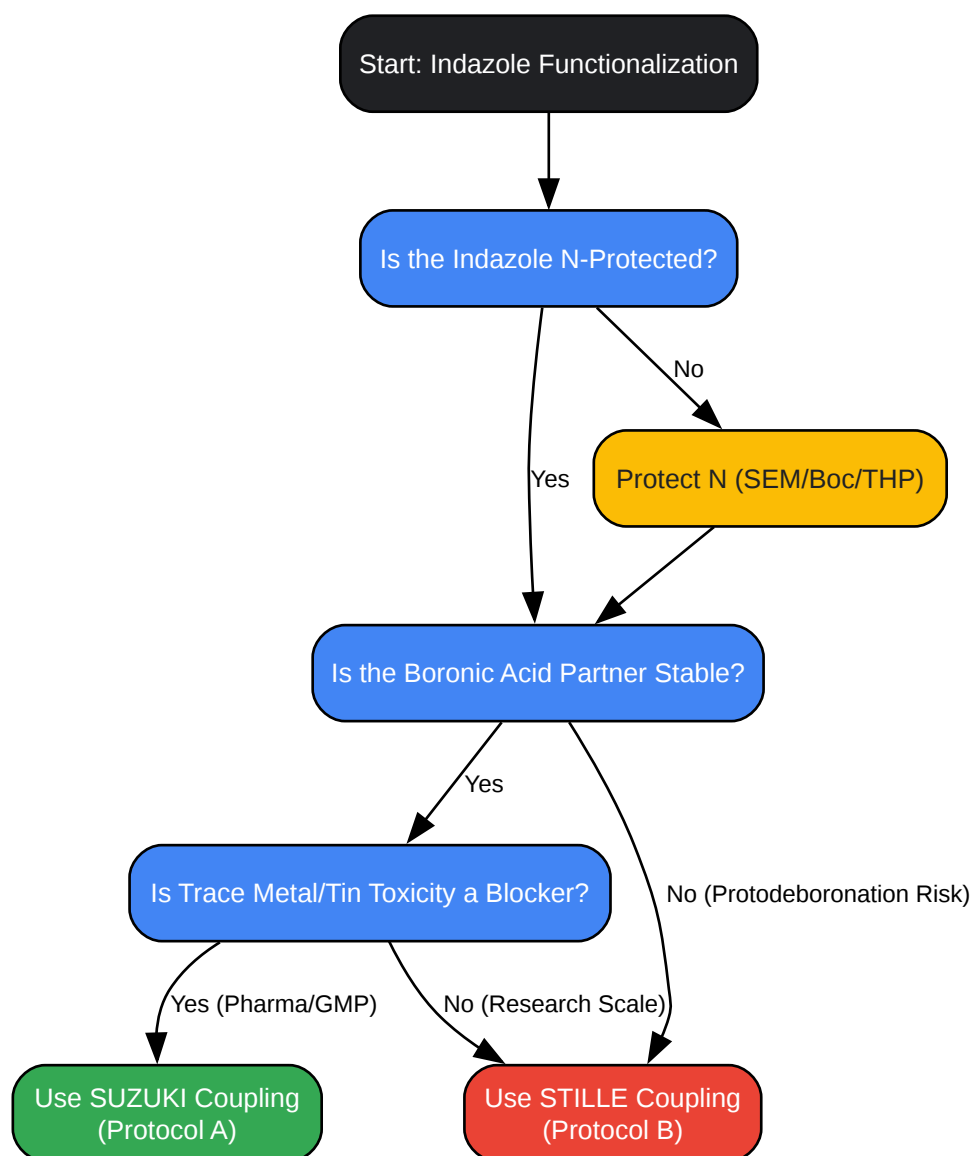 Start: Indazole Functionalization
Is the Indazole N-Protected?
No
Yes
Protect N (SEM/Boc/THP)
Is the Boronic Acid Partner Stable?
Yes
Is Trace Metal/Tin Toxicity a Blocker?
No (Protodeboronation Risk)
Yes (Pharma/GMP)
No (Research Scale)
Use SUZUKI Coupling
(Protocol A)
Use STILLE Coupling
(Protocol B)